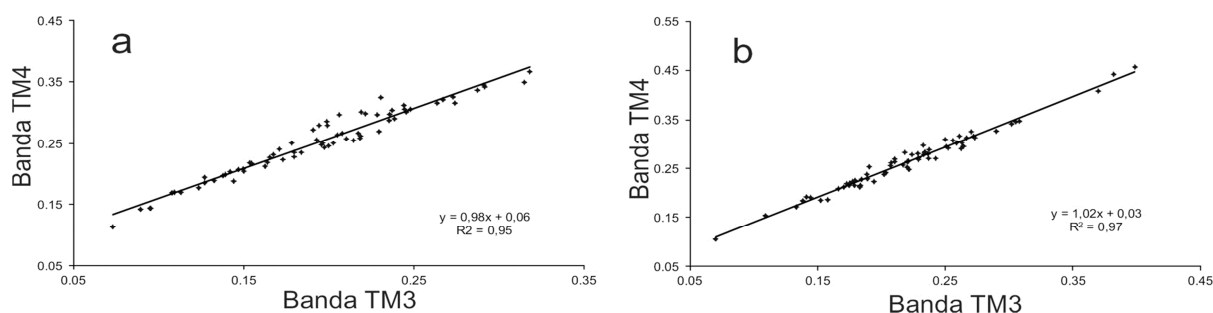 a
0.45
0.35
0.25
0.15
0.05
Banda TM4
0.05 0.15 0.25 0.35
Banda TM3
y = 0,98x + 0,06
R2 = 0,95
b
0.55
0.45
0.35
0.25
0.15
0.05
Banda TM4
0.05 0.15 0.25 0.35 0.45
Banda TM3
y = 1,02x + 0,03
R² = 0,97